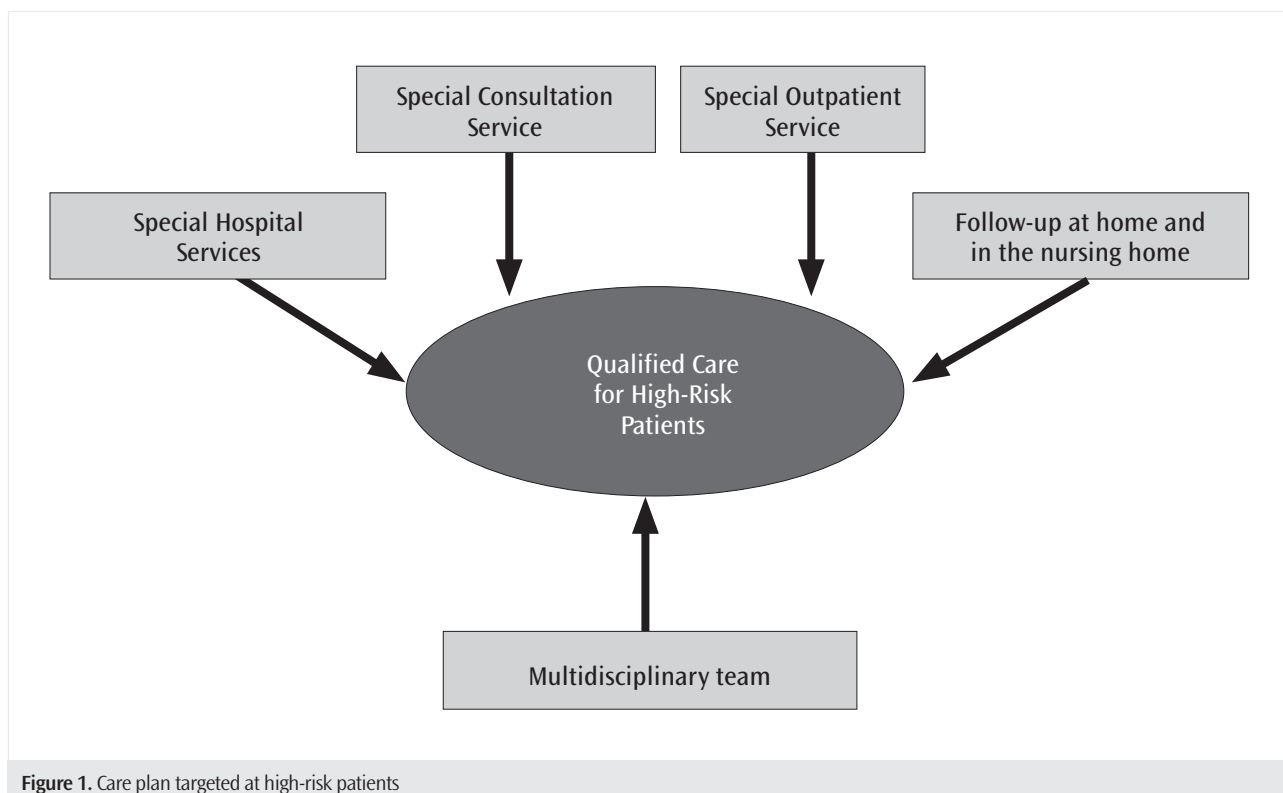 Special Consultation
Service
Special Outpatient
Service
Special Hospital
Services
Follow-up at home and
in the nursing home
Qualified Care
for High-Risk
Patients
Multidisciplinary team
Figure 1. Care plan targeted at high-risk patients